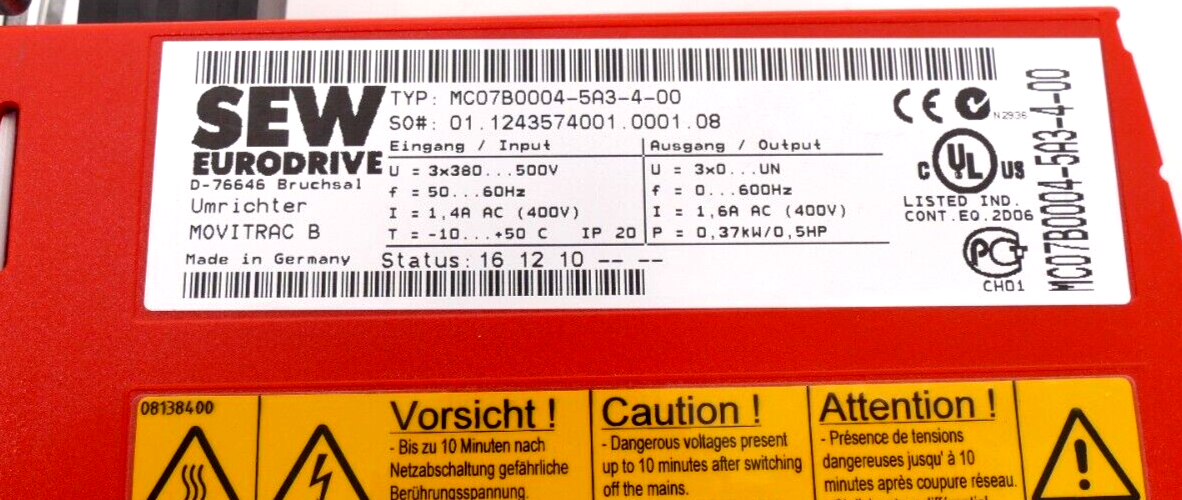 SEW
EURODRIVE
D-76646 Bruchsal
Umrichter
MOVITRAC B
Made in Germany
TYP: MC07B0004-5A3-4-00
SO#: 01.1243574001.0001.08
Eingang / Input
U = 3x380...500V
f = 50...60Hz
I = 1,4A AC (400V)
T = -10...+50 C IP 20
Ausgang / Output
U = 3x0...UN
f = 0...600Hz
I = 1,6A AC (400V)
P = 0,37kW/0,5HP
Status: 16 12 10 -- --
CE
N2936
C UL US
LISTED IND.
CONT.EQ.2D06
PCT
CH01
MC07B0004-5A3-4-00
08138400
Vorsicht !
- Bis zu 10 Minuten nach
Netzabschaltung gefährliche
Berührungsspannung.
Caution !
- Dangerous voltages present
up to 10 minutes after switching
off the mains.
Attention !
- Présence de tensions
dangereuses jusqu' à 10
minutes après coupure réseau.